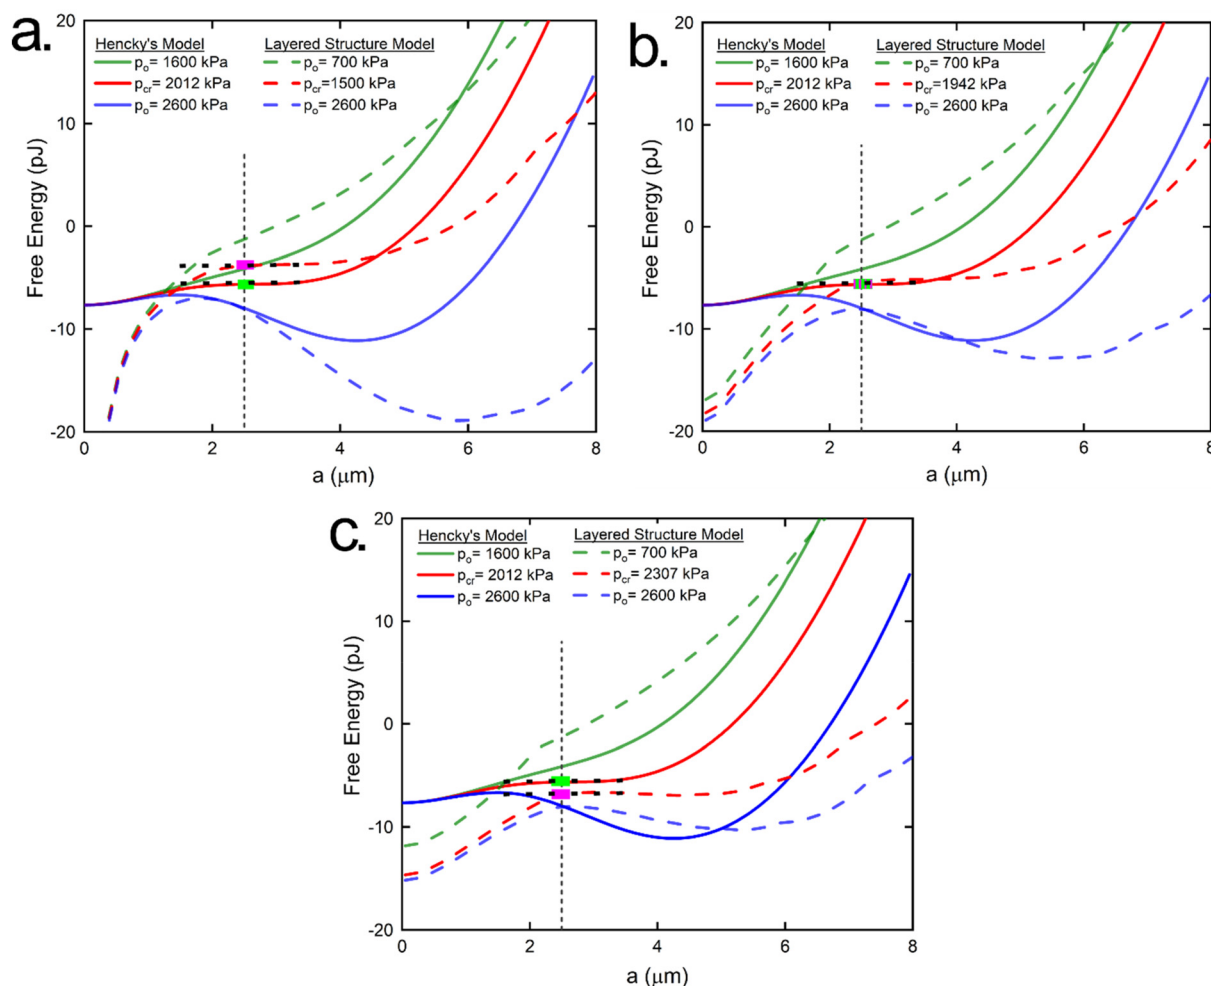 a.
Hencky's Model Layered Structure Model
p₀= 1600 kPa p₀= 700 kPa
p_cr= 2012 kPa p_cr= 1500 kPa
p₀= 2600 kPa p₀= 2600 kPa
20
10
0
-10
-20
Free Energy (pJ)
0 2 4 6 8
a (μm)
b.
Hencky's Model Layered Structure Model
p₀= 1600 kPa p₀= 700 kPa
p_cr= 2012 kPa p_cr= 1942 kPa
p₀= 2600 kPa p₀= 2600 kPa
20
10
0
-10
-20
Free Energy (pJ)
0 2 4 6 8
a (μm)
c.
Hencky's Model Layered Structure Model
p₀= 1600 kPa p₀= 700 kPa
p_cr= 2012 kPa p_cr= 2307 kPa
p₀= 2600 kPa p₀= 2600 kPa
20
10
0
-10
-20
Free Energy (pJ)
0 2 4 6 8
a (μm)